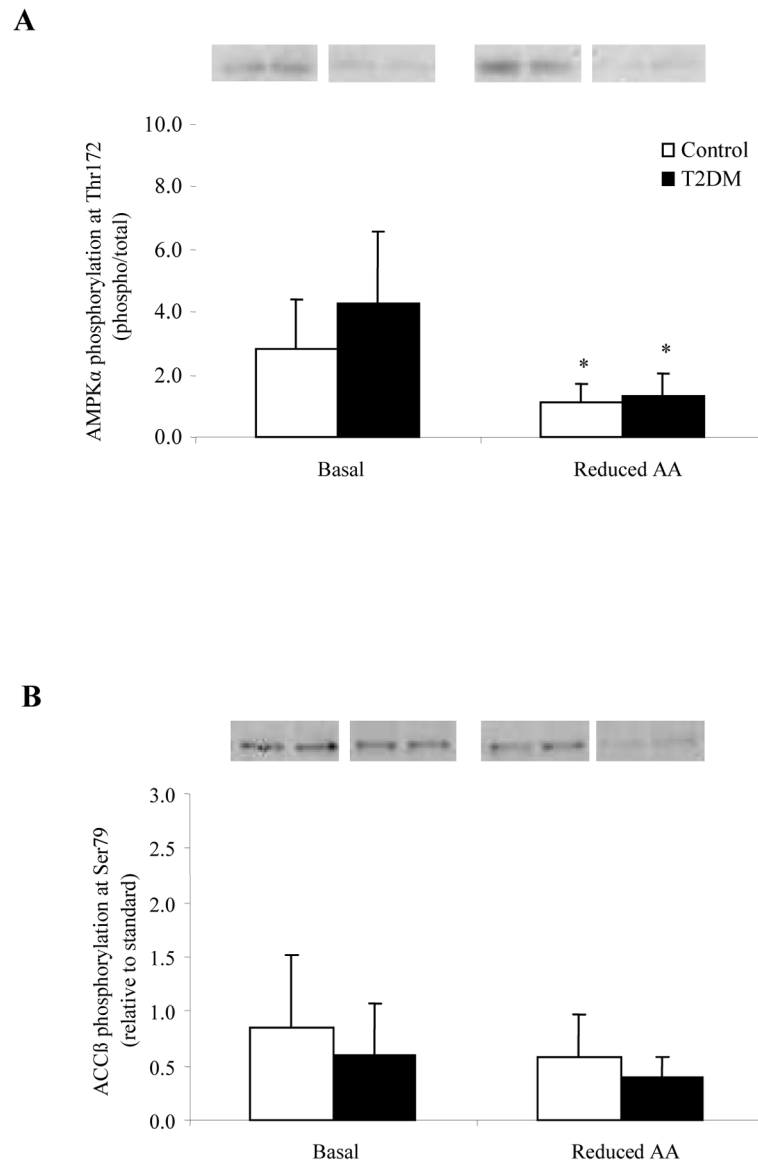 A
AMPKα phosphorylation at Thr172
(phospho/total)
10.0
8.0
6.0
4.0
2.0
0.0
Control
T2DM
*
*
Basal
Reduced AA
B
ACCß phosphorylation at Ser79
(relative to standard)
3.0
2.5
2.0
1.5
1.0
0.5
0.0
Basal
Reduced AA